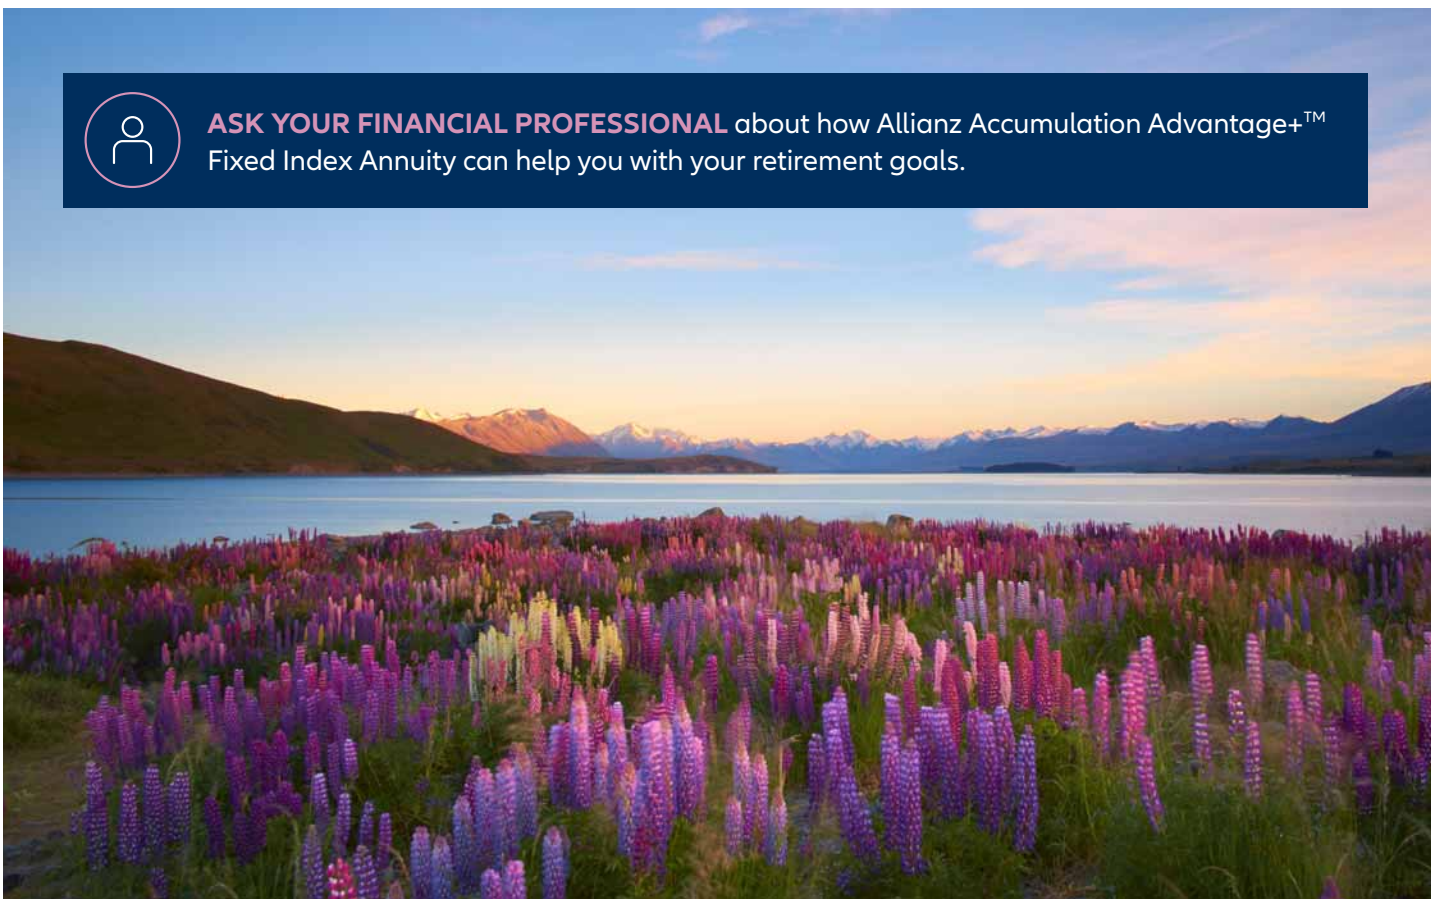 ASK YOUR FINANCIAL PROFESSIONAL about how Allianz Accumulation Advantage+™
Fixed Index Annuity can help you with your retirement goals.